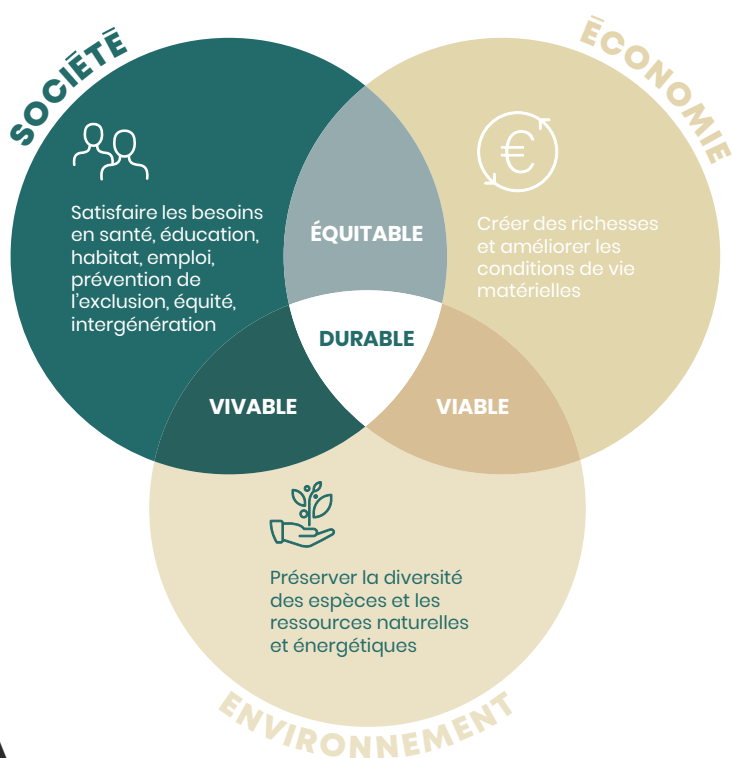 SOCIÉTÉ
ÉCONOMIE
€
Satisfaire les besoins
en santé, éducation,
habitat, emploi,
prévention de
l’exclusion, équité,
intergénération
ÉQUITABLE
Créer des richesses
et améliorer les
conditions de vie
matérielles
DURABLE
VIVABLE
VIABLE
Préserver la diversité
des espèces et les
ressources naturelles
et énergétiques
ENVIRONNEMENT